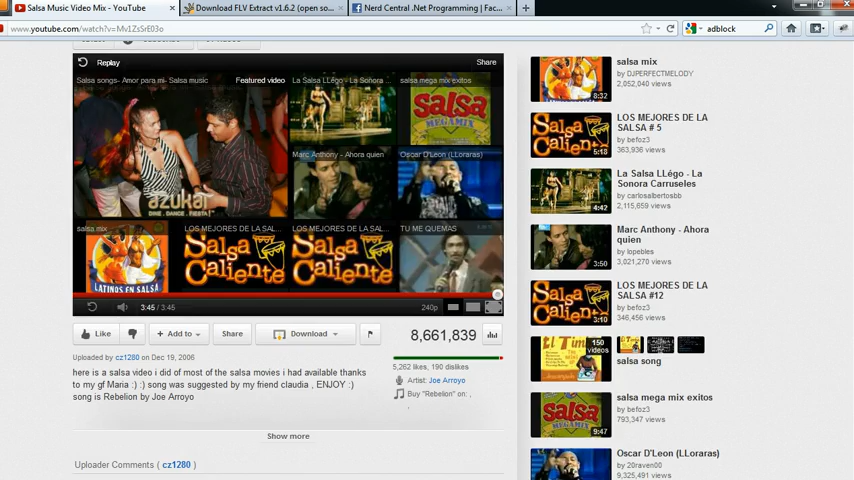 Salsa Music Video Mix - YouTube
Download FLV Extract v1.6.2 (open so...
Nerd Central .Net Programming | Fac...
www.youtube.com/watch?v=Mv1ZsSrE03o
adblock
Replay
Share
Salsa songs- Amor para mi- Salsa music
Featured video
La Salsa LLégo - La Sonora ...
salsa mega mix exitos
SALSA
MEGAMIX
azukar
DINE. DANCE. FIESTA!
Marc Anthony - Ahora quien
Oscar D'Leon (LLoraras)
salsa mix
LOS MEJORES DE LA SAL...
LOS MEJORES DE LA SAL...
TU ME QUEMAS
LATINOS EN SALSA
Salsa
Caliente
Salsa
Caliente
3:45 / 3:45
240p
Like
Add to
Share
Download
8,661,839
Uploaded by cz1280 on Dec 19, 2006
5,262 likes, 190 dislikes
here is a salsa video i did of most of the salsa movies i had available thanks
to my gf Maria :) :) song was suggested by my friend claudia , ENJOY :)
song is Rebelion by Joe Arroyo
Artist: Joe Arroyo
Buy "Rebelion" on: ,
,
Show more
Uploader Comments ( cz1280 )
salsa mix
by DJPERFECTMELODY
2,052,040 views
8:32
LOS MEJORES DE LA
SALSA # 5
by befoz3
363,936 views
5:18
La Salsa LLégo - La
Sonora Carruseles
by carlosalbertosbb
2,115,659 views
4:42
Marc Anthony - Ahora
quien
by lopebles
3,021,270 views
3:50
LOS MEJORES DE LA
SALSA #12
by befoz3
346,456 views
3:10
150
videos
salsa song
salsa mega mix exitos
by befoz3
793,347 views
9:47
Oscar D'Leon (LLoraras)
by 20raven00
9,325,491 views